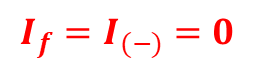 I_f = I_(−) = 0